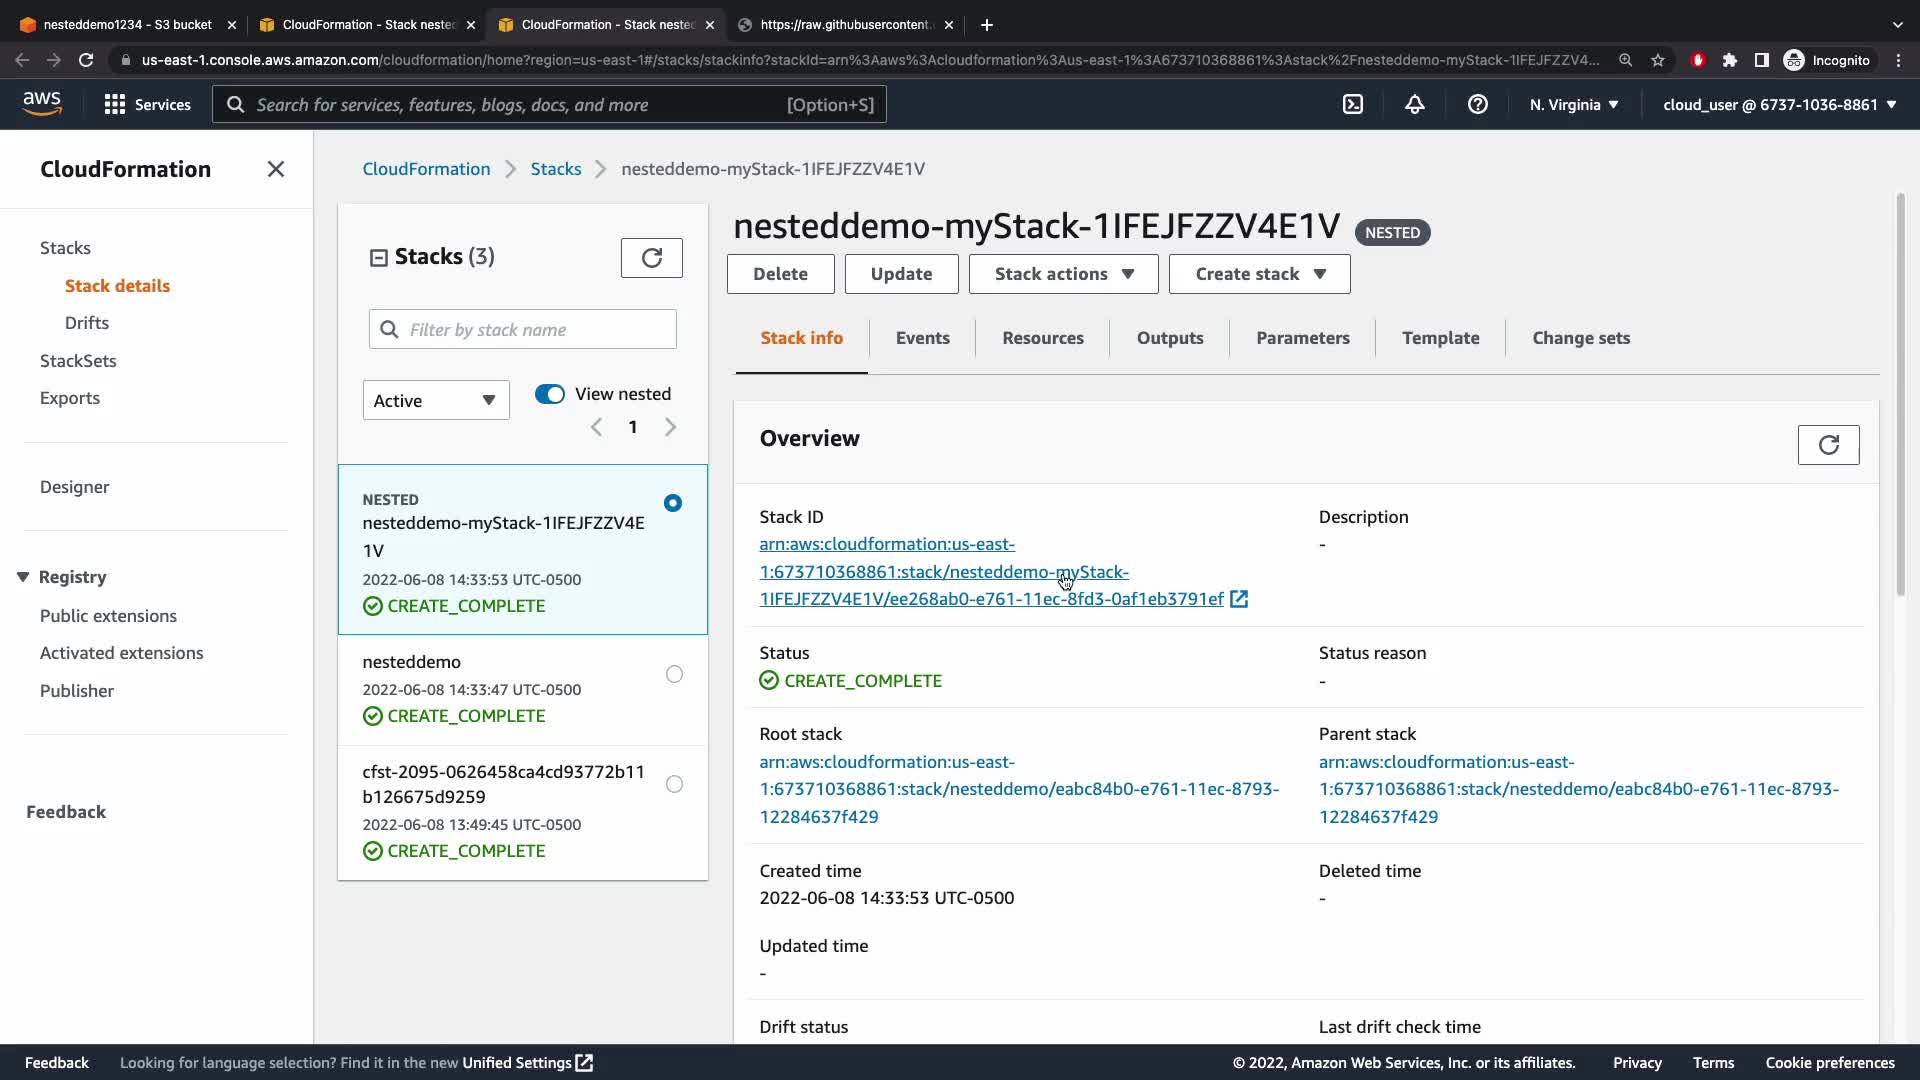 nesteddemo1234 - S3 bucket
CloudFormation - Stack neste
CloudFormation - Stack neste
https://raw.githubusercontent.
us-east-1.console.aws.amazon.com/cloudformation/home?region=us-east-1#/stacks/stackinfo?stackId=arn%3Aaws%3Acloudformation%3Aus-east-1%3A673710368861%3Astack%2Fnesteddemo-myStack-1IFEJFZZV4...
Incognito
aws
Services
Search for services, features, blogs, docs, and more
[Option+S]
N. Virginia
cloud_user @ 6737-1036-8861
CloudFormation
Stacks
Stack details
Drifts
StackSets
Exports
Designer
Registry
Public extensions
Activated extensions
Publisher
Feedback
CloudFormation
Stacks
nesteddemo-myStack-1IFEJFZZV4E1V
Stacks (3)
Filter by stack name
Active
View nested
1
NESTED
nesteddemo-myStack-1IFEJFZZV4E
1V
2022-06-08 14:33:53 UTC-0500
CREATE_COMPLETE
nesteddemo
2022-06-08 14:33:47 UTC-0500
CREATE_COMPLETE
cfst-2095-0626458ca4cd93772b11
b126675d9259
2022-06-08 13:49:45 UTC-0500
CREATE_COMPLETE
nesteddemo-myStack-1IFEJFZZV4E1V
NESTED
Delete
Update
Stack actions
Create stack
Stack info
Events
Resources
Outputs
Parameters
Template
Change sets
Overview
Stack ID
arn:aws:cloudformation:us-east-
1:673710368861:stack/nesteddemo-myStack-
1IFEJFZZV4E1V/ee268ab0-e761-11ec-8fd3-0af1eb3791ef
Description
-
Status
CREATE_COMPLETE
Status reason
-
Root stack
arn:aws:cloudformation:us-east-
1:673710368861:stack/nesteddemo/eabc84b0-e761-11ec-8793-
12284637f429
Parent stack
arn:aws:cloudformation:us-east-
1:673710368861:stack/nesteddemo/eabc84b0-e761-11ec-8793-
12284637f429
Created time
2022-06-08 14:33:53 UTC-0500
Deleted time
-
Updated time
-
Drift status
Last drift check time
Feedback
Looking for language selection? Find it in the new Unified Settings
© 2022, Amazon Web Services, Inc. or its affiliates.
Privacy
Terms
Cookie preferences